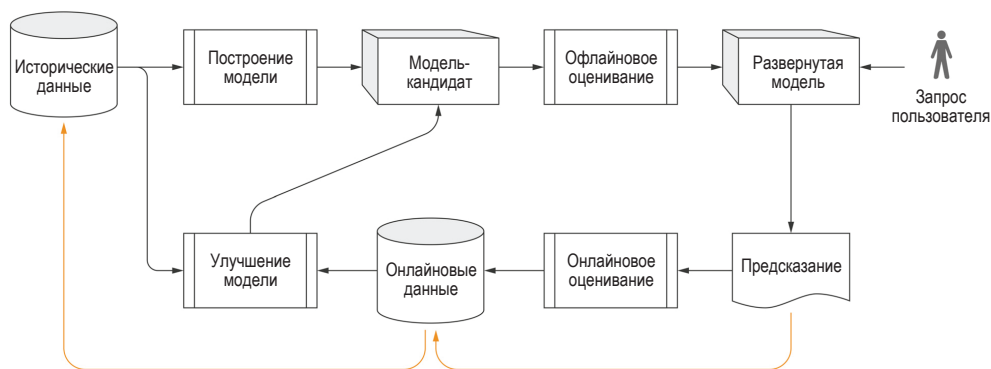 Исторические
данные
Построение
модели
Модель-
кандидат
Офлайновое
оценивание
Развернутая
модель
Запрос
пользователя
Улучшение
модели
Онлайновые
данные
Онлайновое
оценивание
Предсказание